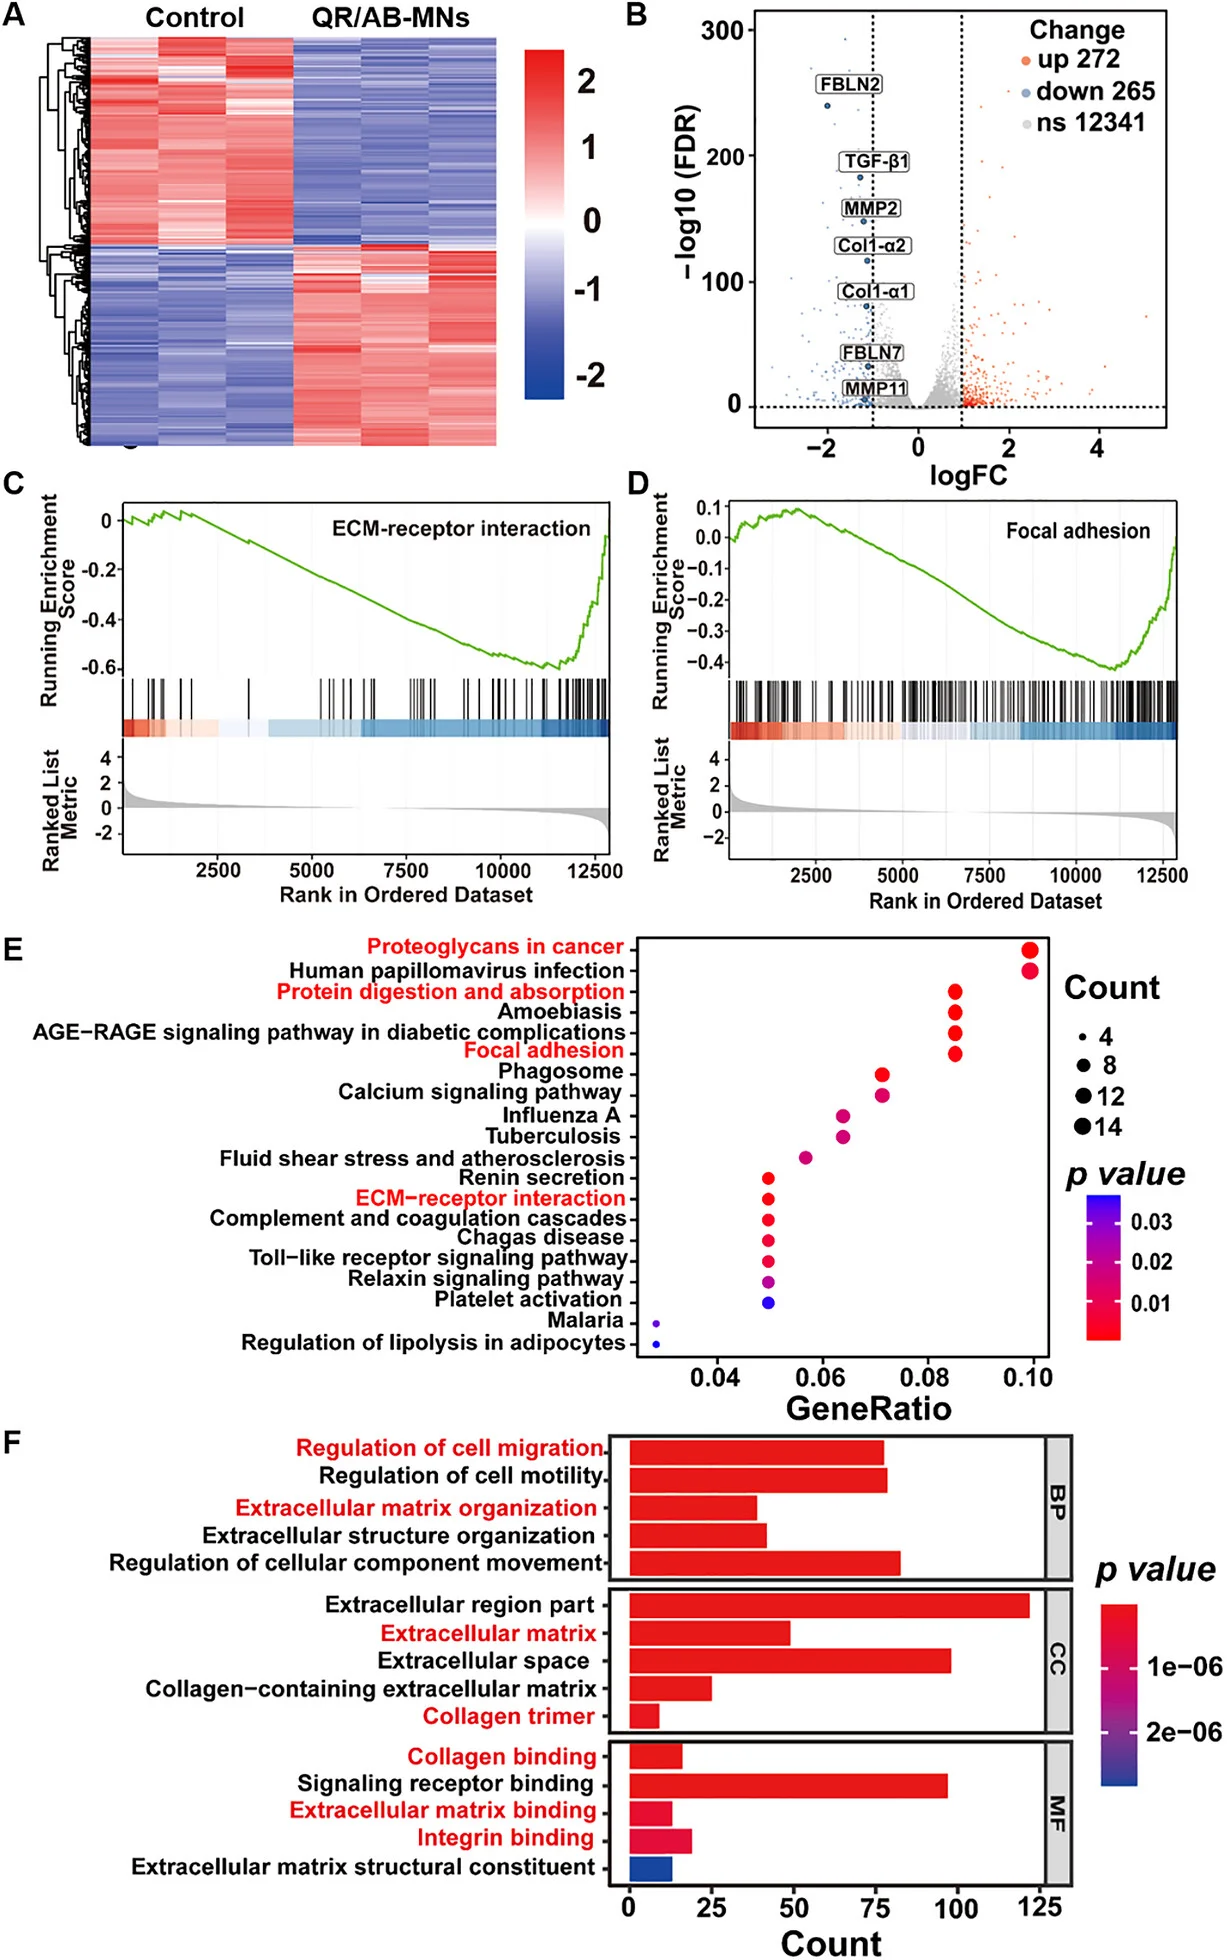 A
Control
QR/AB-MNs
2
1
0
-1
-2
B
−log10 (FDR)
300
200
100
0
Change
up 272
down 265
ns 12341
FBLN2
TGF-β1
MMP2
Col1-α2
Col1-α1
FBLN7
MMP11
−2
0
2
4
logFC
C
Running Enrichment
Score
0
-0.2
-0.4
-0.6
ECM-receptor interaction
Ranked List
Metric
4
2
0
-2
2500
5000
7500
10000
12500
Rank in Ordered Dataset
D
Running Enrichment
Score
0.1
0.0
−0.1
−0.2
−0.3
−0.4
Focal adhesion
Ranked List
Metric
4
2
0
−2
2500
5000
7500
10000
12500
Rank in Ordered Dataset
E
Proteoglycans in cancer
Human papillomavirus infection
Protein digestion and absorption
Amoebiasis
AGE−RAGE signaling pathway in diabetic complications
Focal adhesion
Phagosome
Calcium signaling pathway
Influenza A
Tuberculosis
Fluid shear stress and atherosclerosis
Renin secretion
ECM−receptor interaction
Complement and coagulation cascades
Chagas disease
Toll−like receptor signaling pathway
Relaxin signaling pathway
Platelet activation
Malaria
Regulation of lipolysis in adipocytes
0.04
0.06
0.08
0.10
GeneRatio
Count
4
8
12
14
p value
0.03
0.02
0.01
F
Regulation of cell migration
Regulation of cell motility
Extracellular matrix organization
Extracellular structure organization
Regulation of cellular component movement
BP
Extracellular region part
Extracellular matrix
Extracellular space
Collagen−containing extracellular matrix
Collagen trimer
CC
Collagen binding
Signaling receptor binding
Extracellular matrix binding
Integrin binding
Extracellular matrix structural constituent
MF
0
25
50
75
100
125
Count
p value
1e−06
2e−06